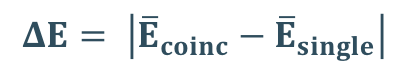 ΔE = |Ē_coinc − Ē_single|